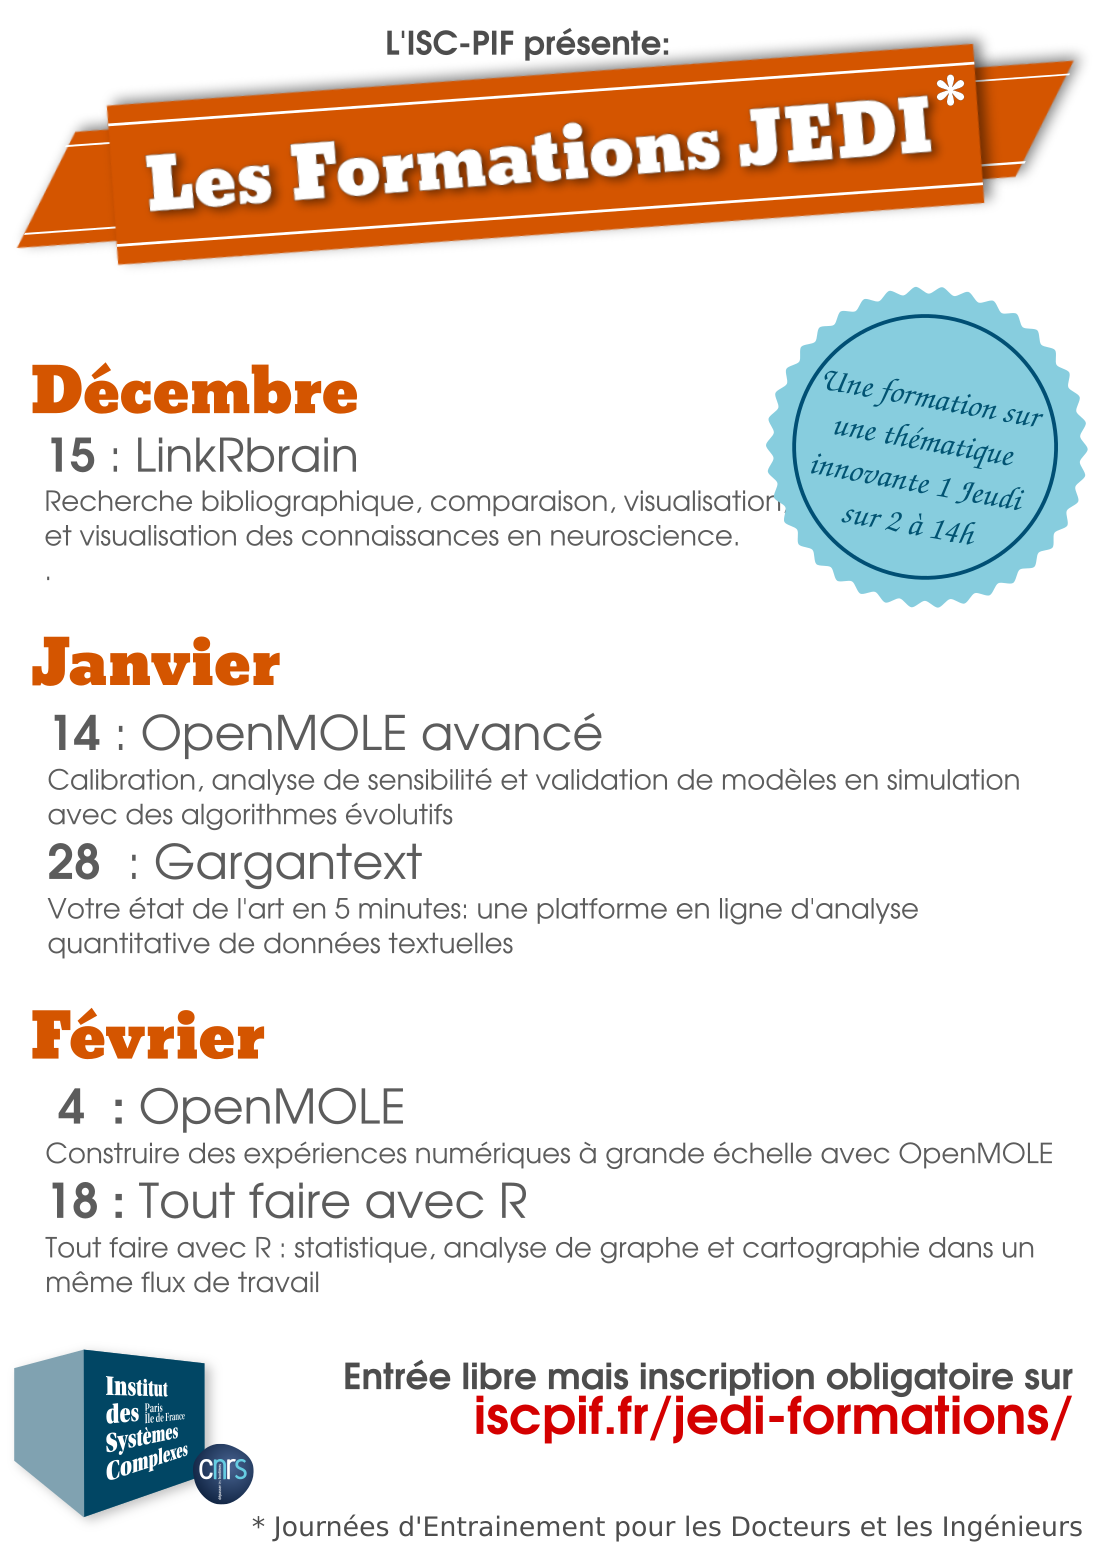 L'ISC-PIF présente:
Les Formations JEDI*
Décembre
15 : LinkRbrain
Recherche bibliographique, comparaison, visualisation,
et visualisation des connaissances en neuroscience.
.
Une formation sur
une thématique
innovante 1 Jeudi
sur 2 à 14h
Janvier
14 : OpenMOLE avancé
Calibration, analyse de sensibilité et validation de modèles en simulation
avec des algorithmes évolutifs
28 : Gargantext
Votre état de l'art en 5 minutes: une platforme en ligne d'analyse
quantitative de données textuelles
Février
4 : OpenMOLE
Construire des expériences numériques à grande échelle avec OpenMOLE
18 : Tout faire avec R
Tout faire avec R : statistique, analyse de graphe et cartographie dans un
même flux de travail
Entrée libre mais inscription obligatoire sur
iscpif.fr/jedi-formations/
Institut
des Paris Ile de France
Systèmes
Complexes
cnrs
* Journées d'Entrainement pour les Docteurs et les Ingénieurs